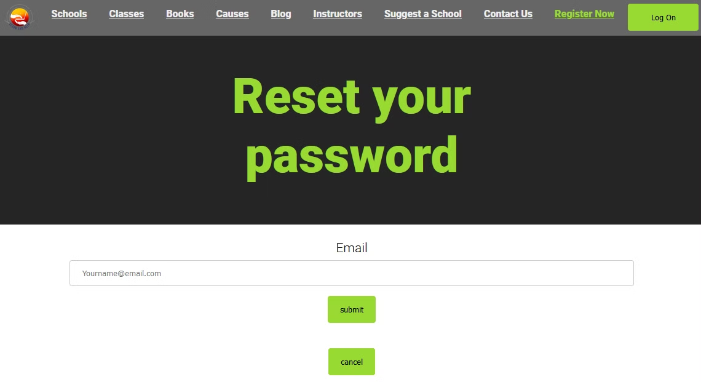 Schools Classes Books Causes Blog Instructors Suggest a School Contact Us Register Now Log On
Reset your
password
Email
Yourname@email.com
submit
cancel